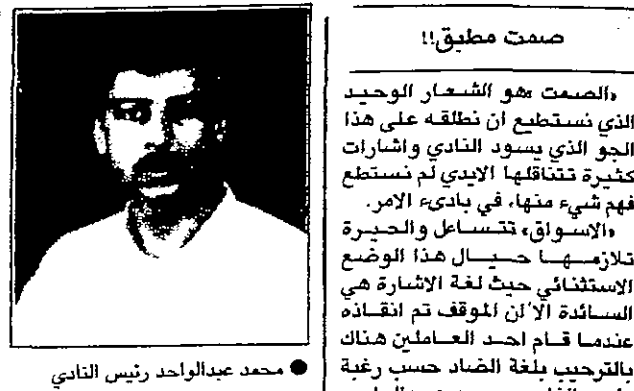 صمت مطبق!!
«الصمت «هو الشعار الوحيد
الذي نستطيع ان نطلقه على هذا
الجو الذي يسود النادي واشارات
كثيرة تتناقلها الايدي لم نستطع
فهم شيء منها، في باديء الامر.
«الاسواق» تتساءل والحيرة
تلازمها حيال هذا الوضع
الاستثنائي حيث لغة الاشارة هي
السائدة الا ان الموقف تم انقاذه
عندما قام احد العاملين هناك
بالترحيب بلغة الضاد حسب رغبة
● محمد عبدالواحد رئيس النادي